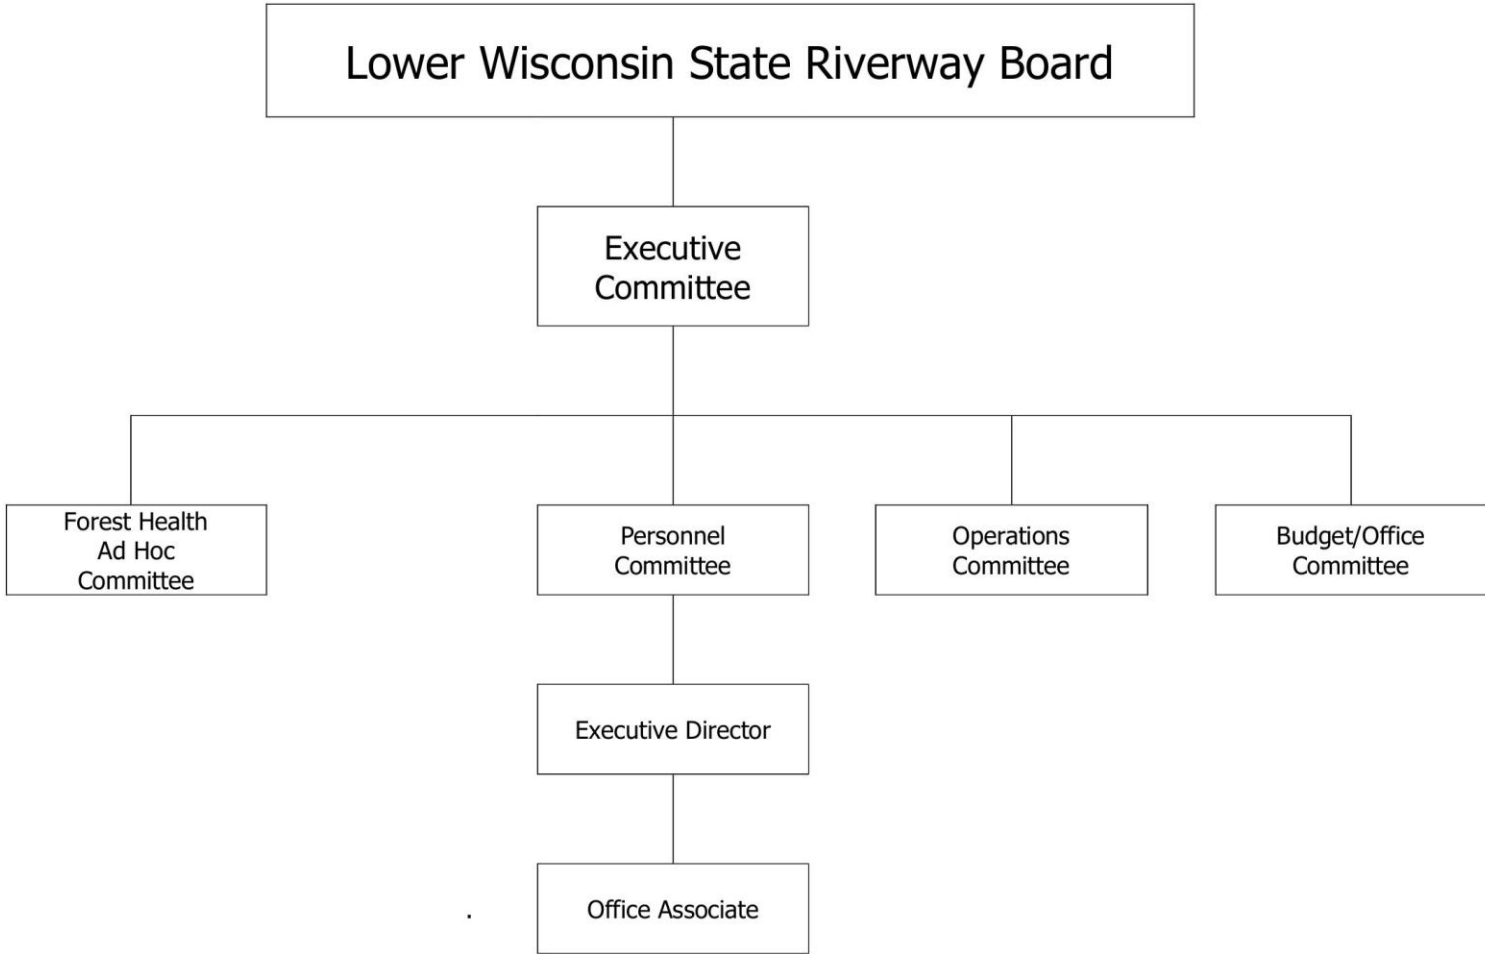 Lower Wisconsin State Riverway Board
Executive
Committee
Forest Health
Ad Hoc
Committee
Personnel
Committee
Operations
Committee
Budget/Office
Committee
Executive Director
.
Office Associate